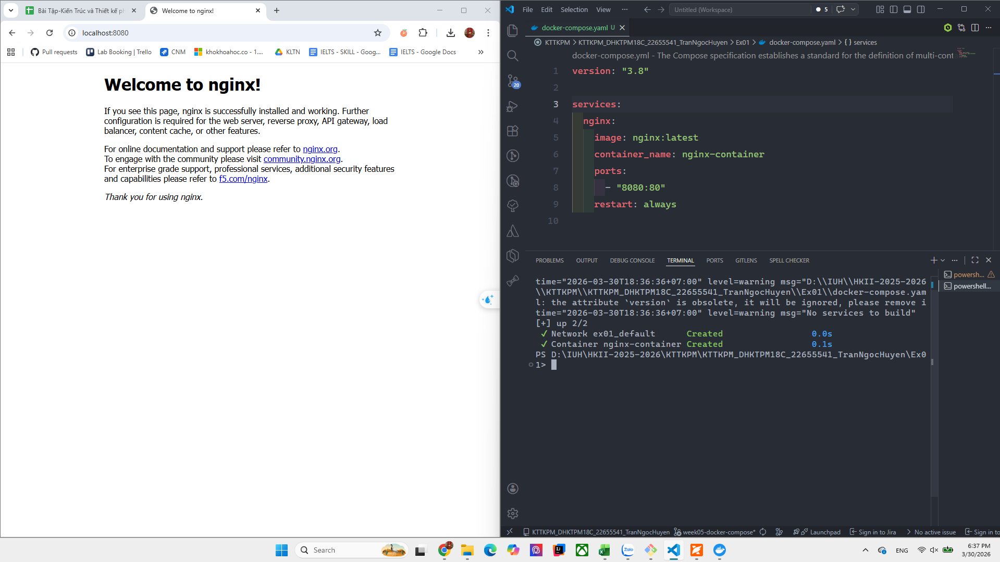 Bài Tập-Kiến Trúc và Thiết kế ph
Welcome to nginx!
localhost:8080
Pull requests
Lab Booking | Trello
CNM
khokhoahoc.co - 1....
KLTN
IELTS - SKILL - Goog...
IELTS - Google Docs
Welcome to nginx!
If you see this page, nginx is successfully installed and working. Further
configuration is required for the web server, reverse proxy, API gateway, load
balancer, content cache, or other features.
For online documentation and support please refer to nginx.org.
To engage with the community please visit community.nginx.org.
For enterprise grade support, professional services, additional security features
and capabilities please refer to f5.com/nginx.
Thank you for using nginx.
File Edit Selection View ...
Untitled (Workspace)
5
docker-compose.yaml U
KTTKPM > KTTKPM_DHKTPM18C_22655541_TranNgocHuyen > Ex01 > docker-compose.yaml > {} services
docker-compose.yml - The Compose specification establishes a standard for the definition of multi-cont
1 version: "3.8"
2
3 services:
4 nginx:
5 image: nginx:latest
6 container_name: nginx-container
7 ports:
8 - "8080:80"
9 restart: always
10
20
PROBLEMS OUTPUT DEBUG CONSOLE TERMINAL PORTS GITLENS SPELL CHECKER
powersh...
powershell...
time="2026-03-30T18:36:36+07:00" level=warning msg="D:\\IUH\\HKII-2025-2026
\\KTTKPM\\KTTKPM_DHKTPM18C_22655541_TranNgocHuyen\\Ex01\\docker-compose.yam
l: the attribute `version` is obsolete, it will be ignored, please remove i
time="2026-03-30T18:36:36+07:00" level=warning msg="No services to build"
[+] up 2/2
✓ Network ex01_default Created 0.0s
✓ Container nginx-container Created 0.1s
PS D:\IUH\HKII-2025-2026\KTTKPM\KTTKPM_DHKTPM18C_22655541_TranNgocHuyen\Ex0
1>
KTTKPM_DHKTPM18C_22655541_TranNgocHuyen week05-docker-compose* Launchpad Sign in to Jira No active issue Sign in to
Search
Zalo
ENG
6:37 PM
3/30/2026